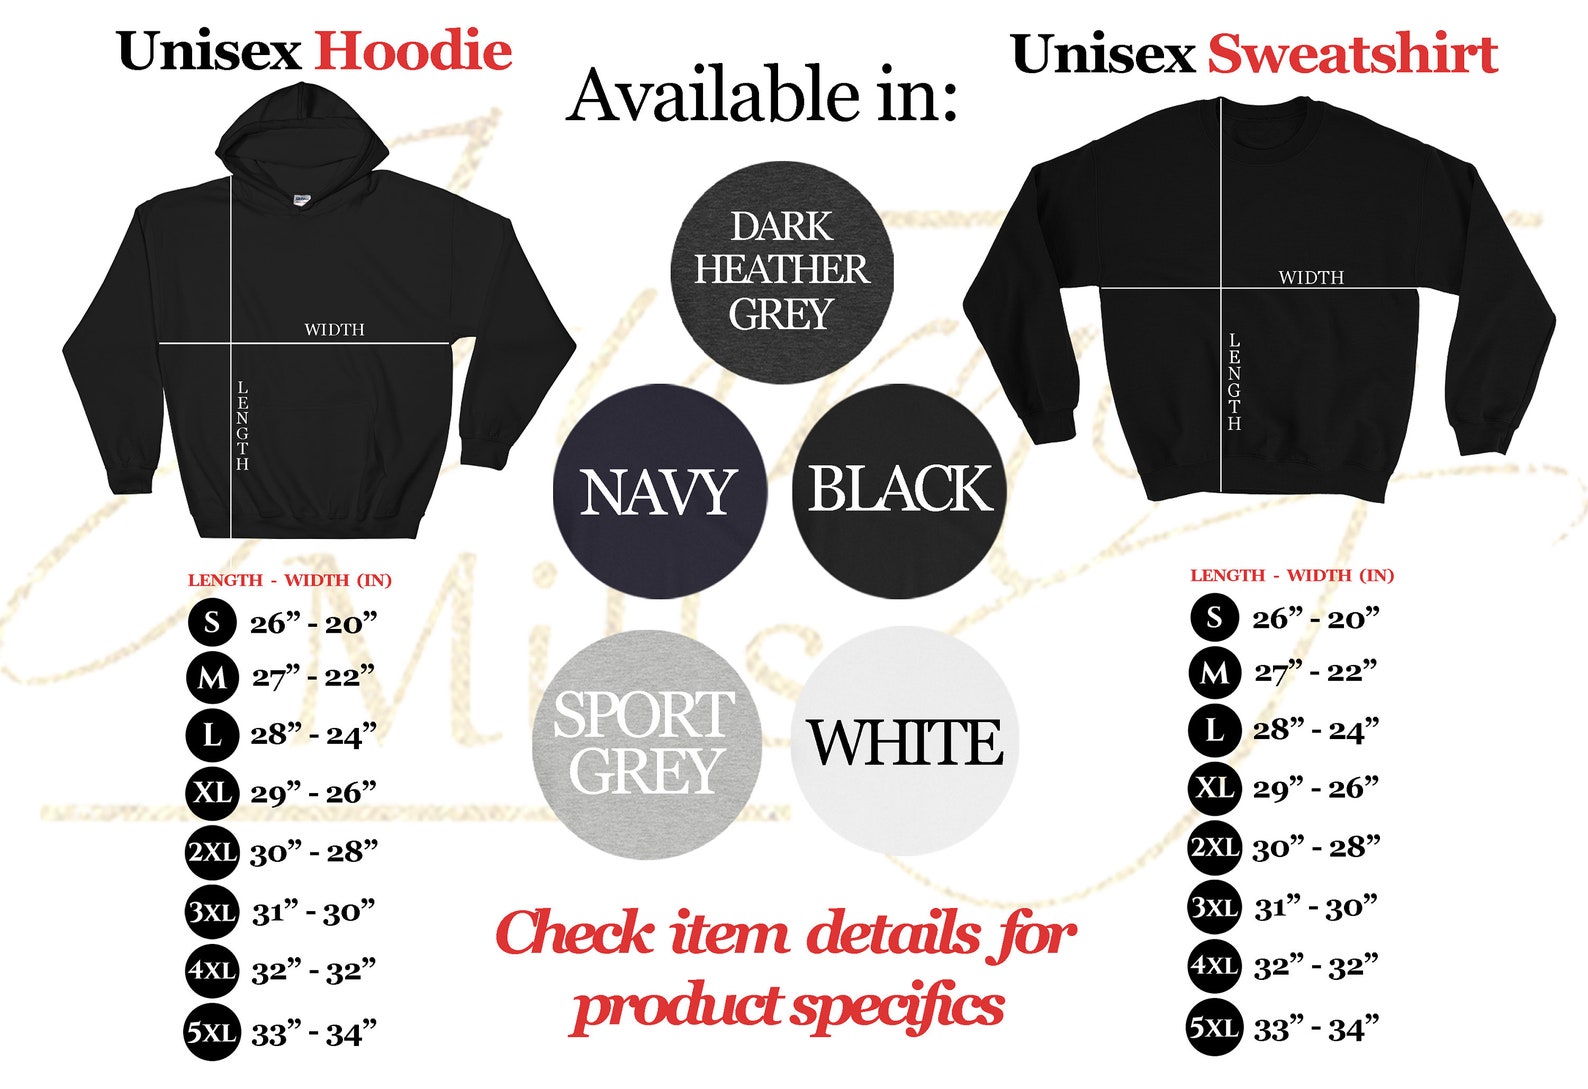 Unisex Hoodie
WIDTH
LENGTH
LENGTH - WIDTH (IN)
S 26” - 20”
M 27” - 22”
L 28” - 24”
XL 29” - 26”
2XL 30” - 28”
3XL 31” - 30”
4XL 32” - 32”
5XL 33” - 34”
Available in:
DARK
HEATHER
GREY
NAVY
BLACK
SPORT
GREY
WHITE
Check item details for
product specifics
Unisex Sweatshirt
WIDTH
LENGTH
LENGTH - WIDTH (IN)
S 26” - 20”
M 27” - 22”
L 28” - 24”
XL 29” - 26”
2XL 30” - 28”
3XL 31” - 30”
4XL 32” - 32”
5XL 33” - 34”